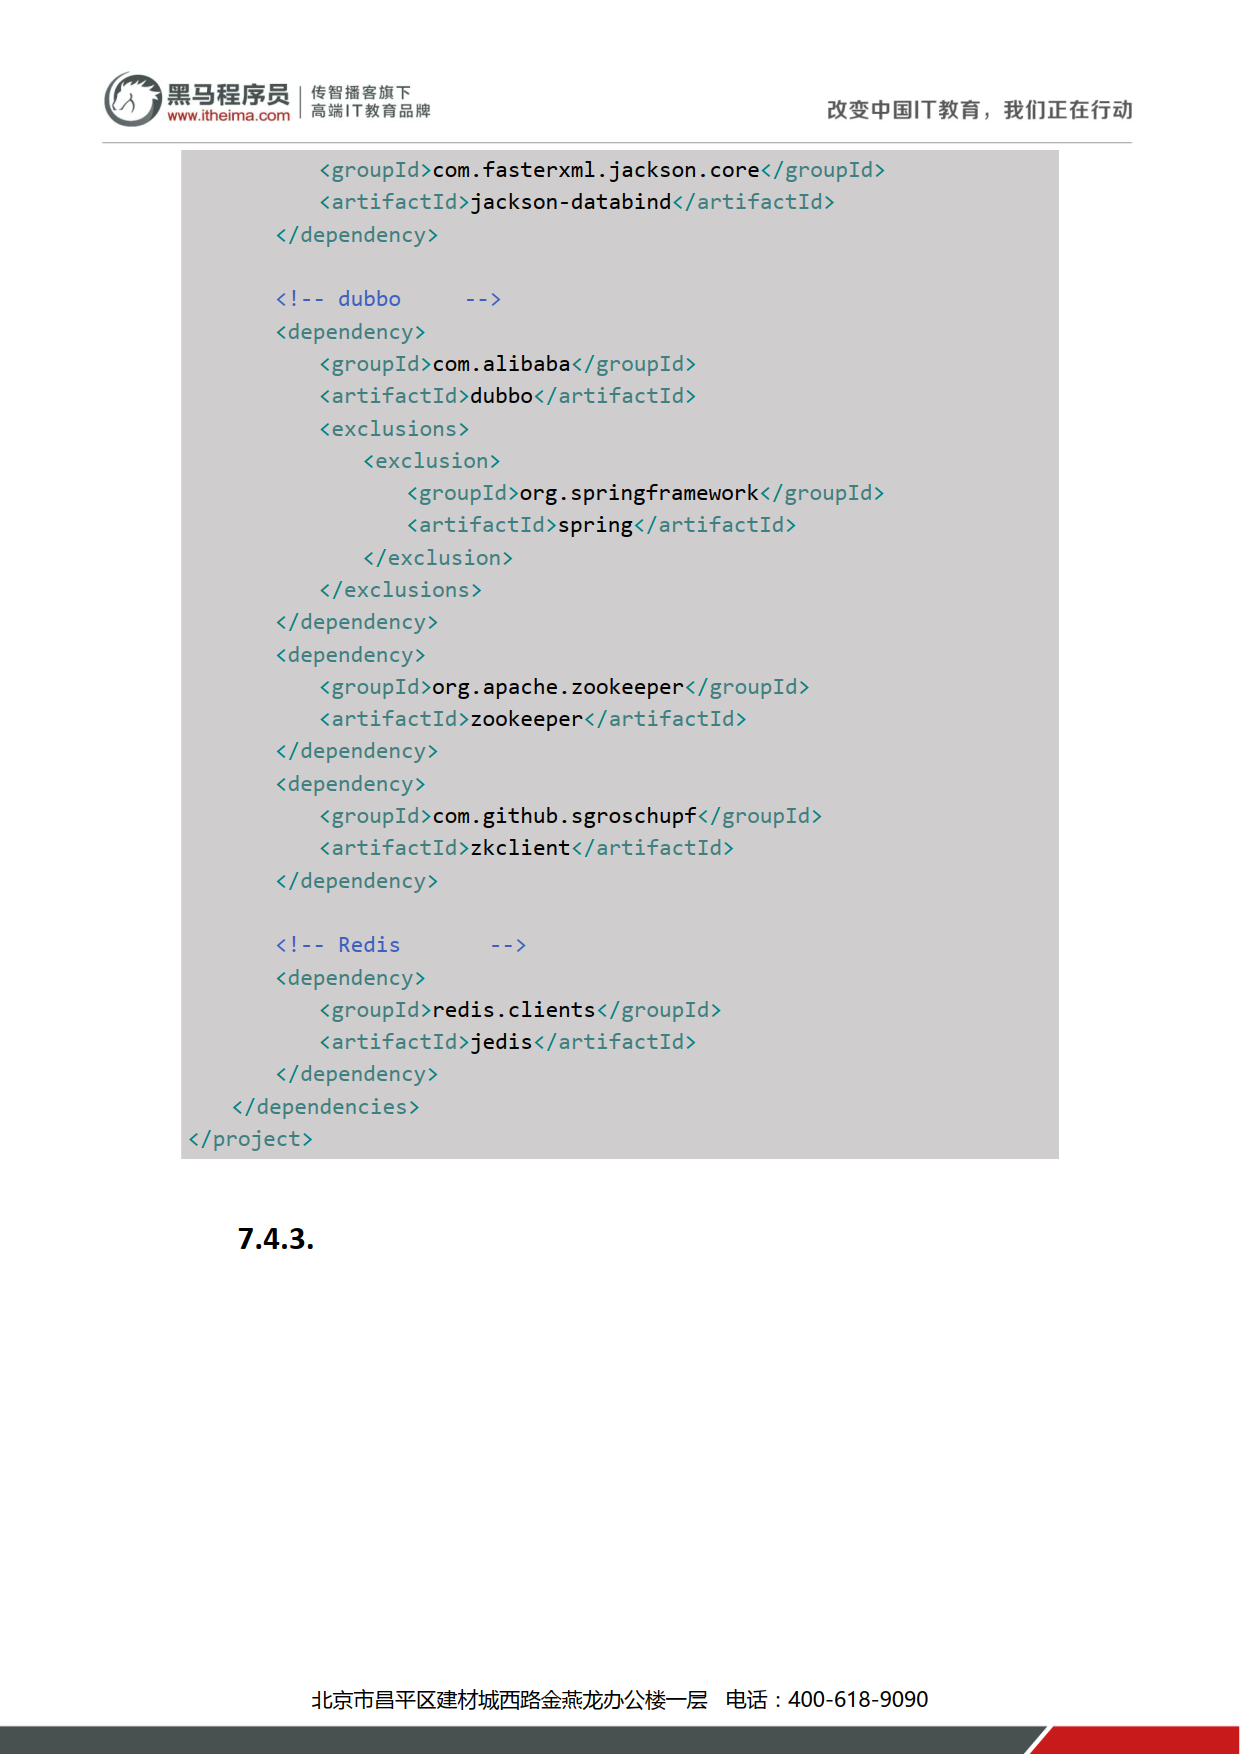 黑马程序员
www.itheima.com
传智播客旗下
高端IT教育品牌
改变中国IT教育，我们正在行动
<groupId>com.fasterxml.jackson.core</groupId>
<artifactId>jackson-databind</artifactId>
</dependency>
<!-- dubbo -->
<dependency>
<groupId>com.alibaba</groupId>
<artifactId>dubbo</artifactId>
<exclusions>
<exclusion>
<groupId>org.springframework</groupId>
<artifactId>spring</artifactId>
</exclusion>
</exclusions>
</dependency>
<dependency>
<groupId>org.apache.zookeeper</groupId>
<artifactId>zookeeper</artifactId>
</dependency>
<dependency>
<groupId>com.github.sgroschupf</groupId>
<artifactId>zkclient</artifactId>
</dependency>
<!-- Redis -->
<dependency>
<groupId>redis.clients</groupId>
<artifactId>jedis</artifactId>
</dependency>
</dependencies>
</project>
7.4.3.
北京市昌平区建材城西路金燕龙办公楼一层 电话：400-618-9090